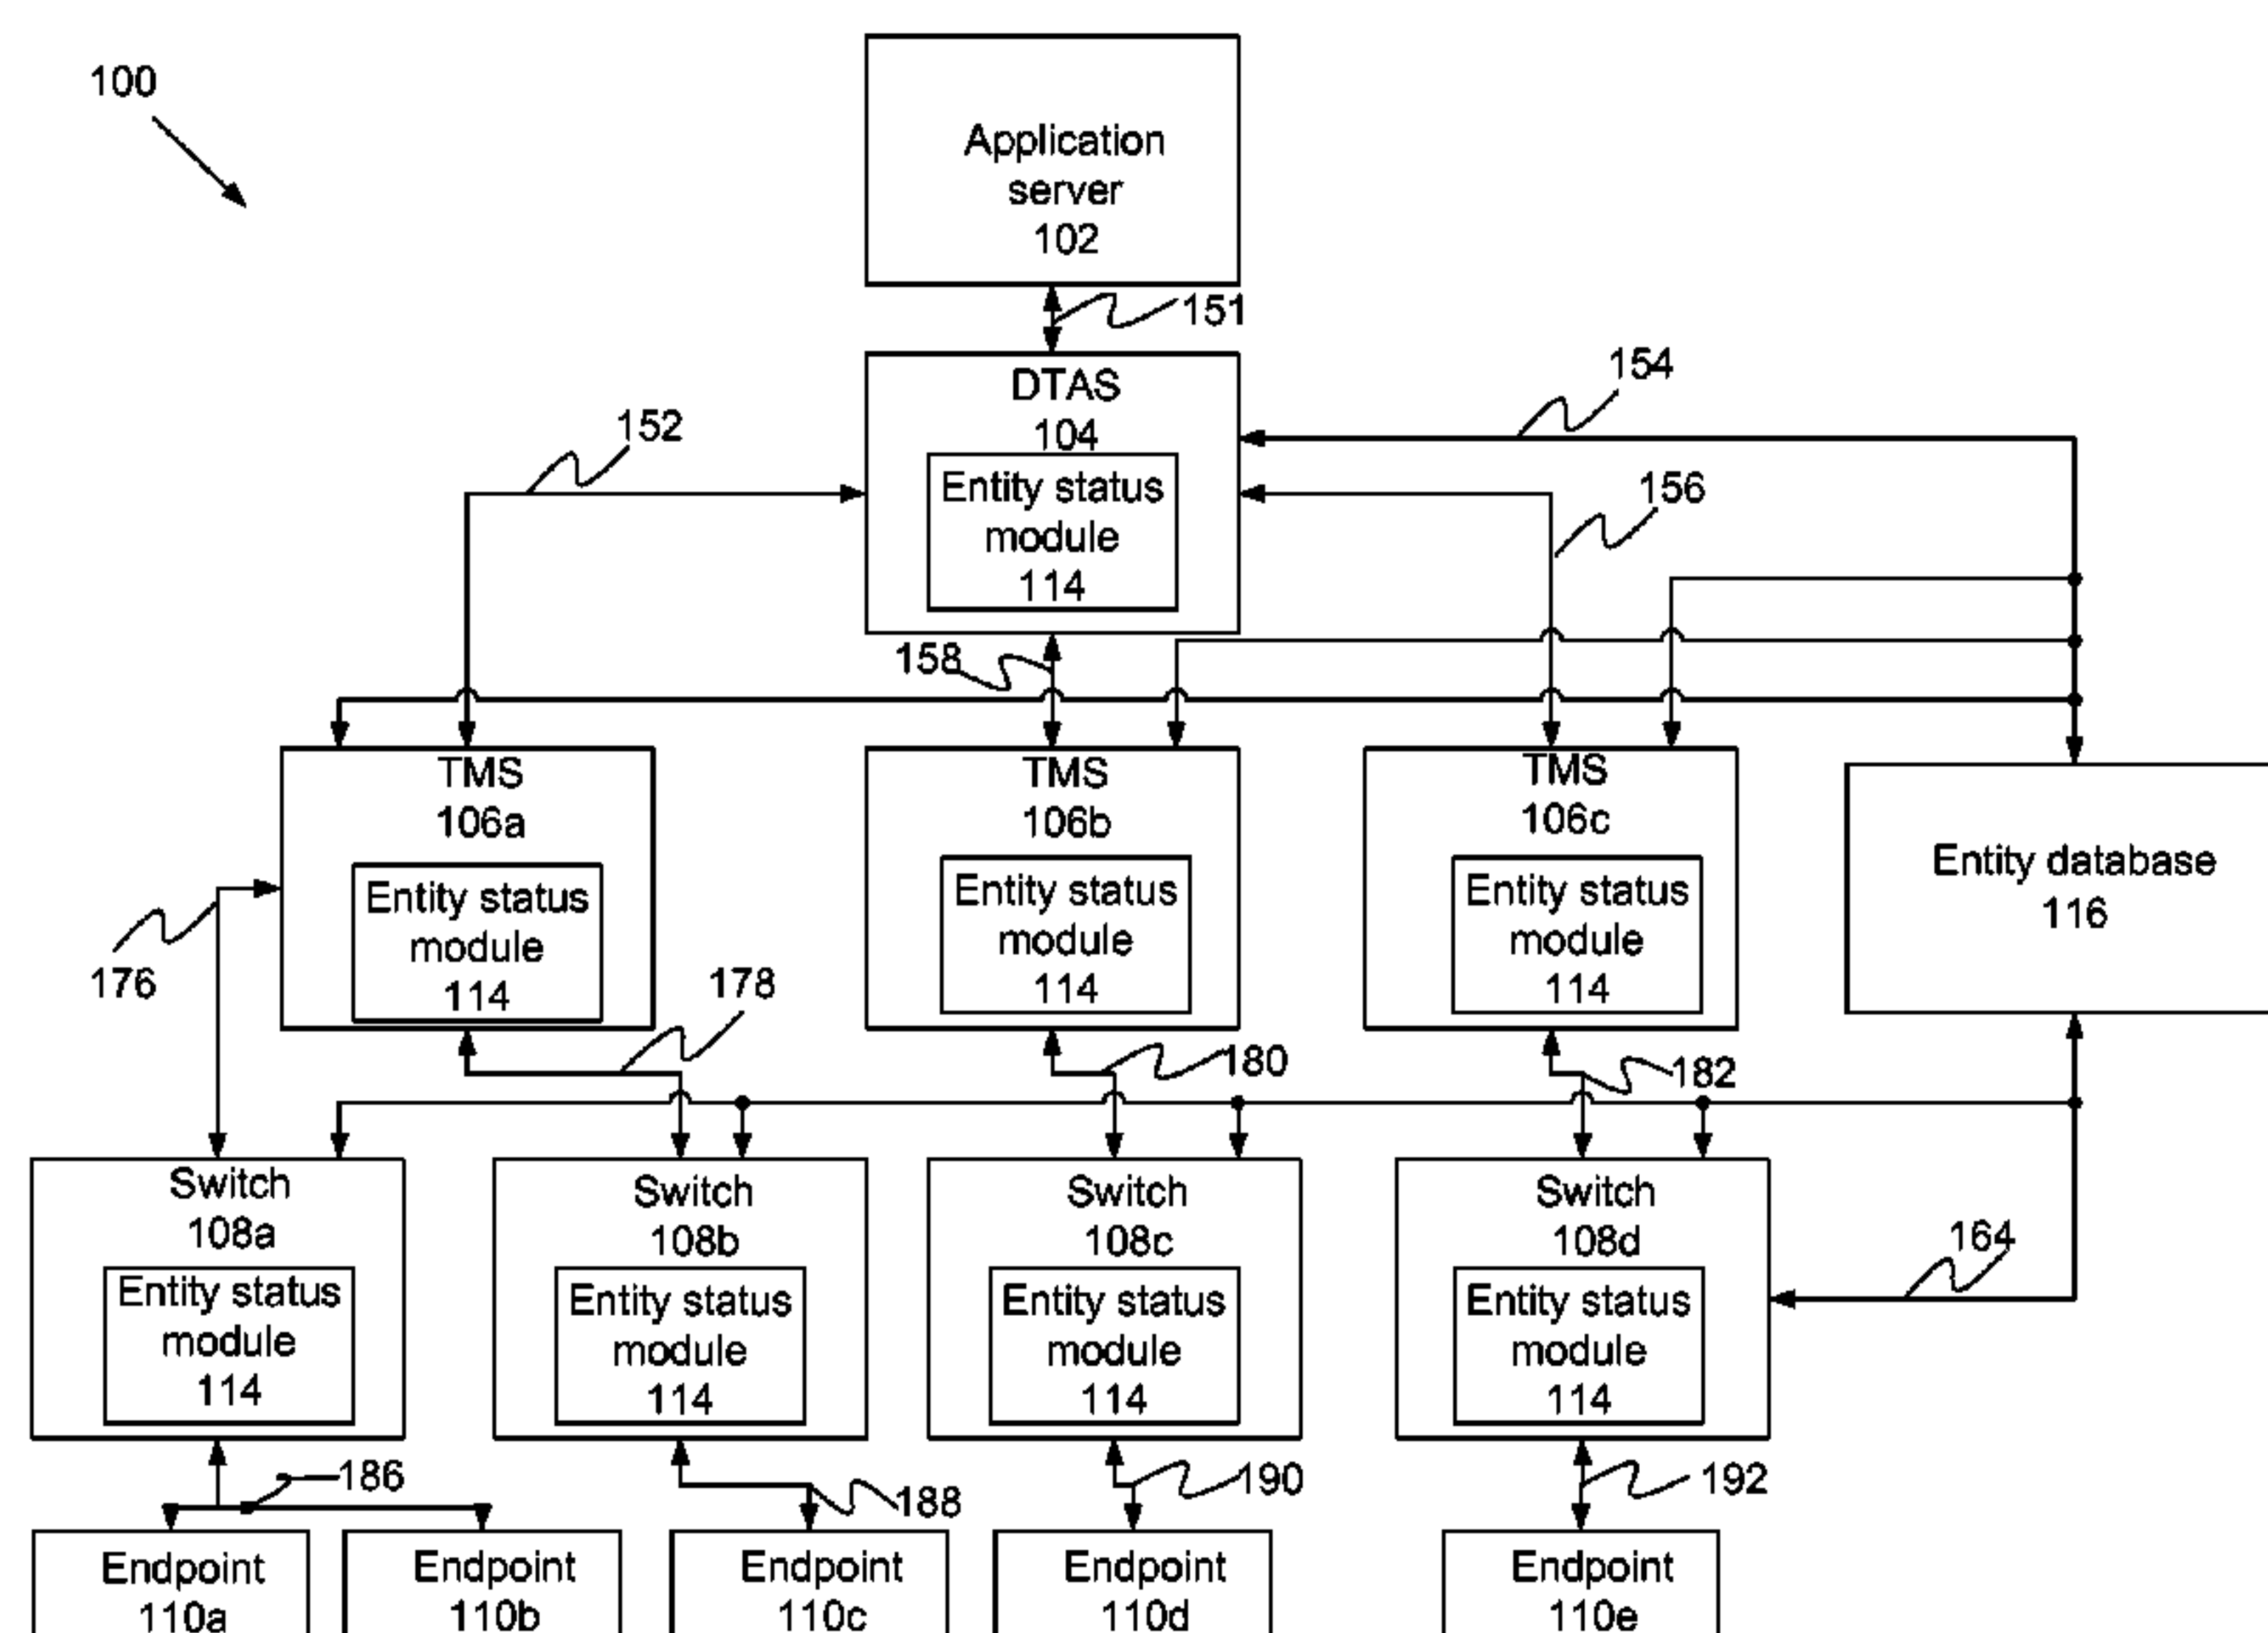 100
Application
server
102
151
DTAS
104
Entity status
module
114
152
154
156
158
TMS
106a
Entity status
module
114
TMS
106b
Entity status
module
114
TMS
106c
Entity status
module
114
Entity database
116
176
178
180
182
Switch
108a
Entity status
module
114
Switch
108b
Entity status
module
114
Switch
108c
Entity status
module
114
Switch
108d
Entity status
module
114
164
186
188
190
192
Endpoint
110a
Endpoint
110b
Endpoint
110c
Endpoint
110d
Endpoint
110e